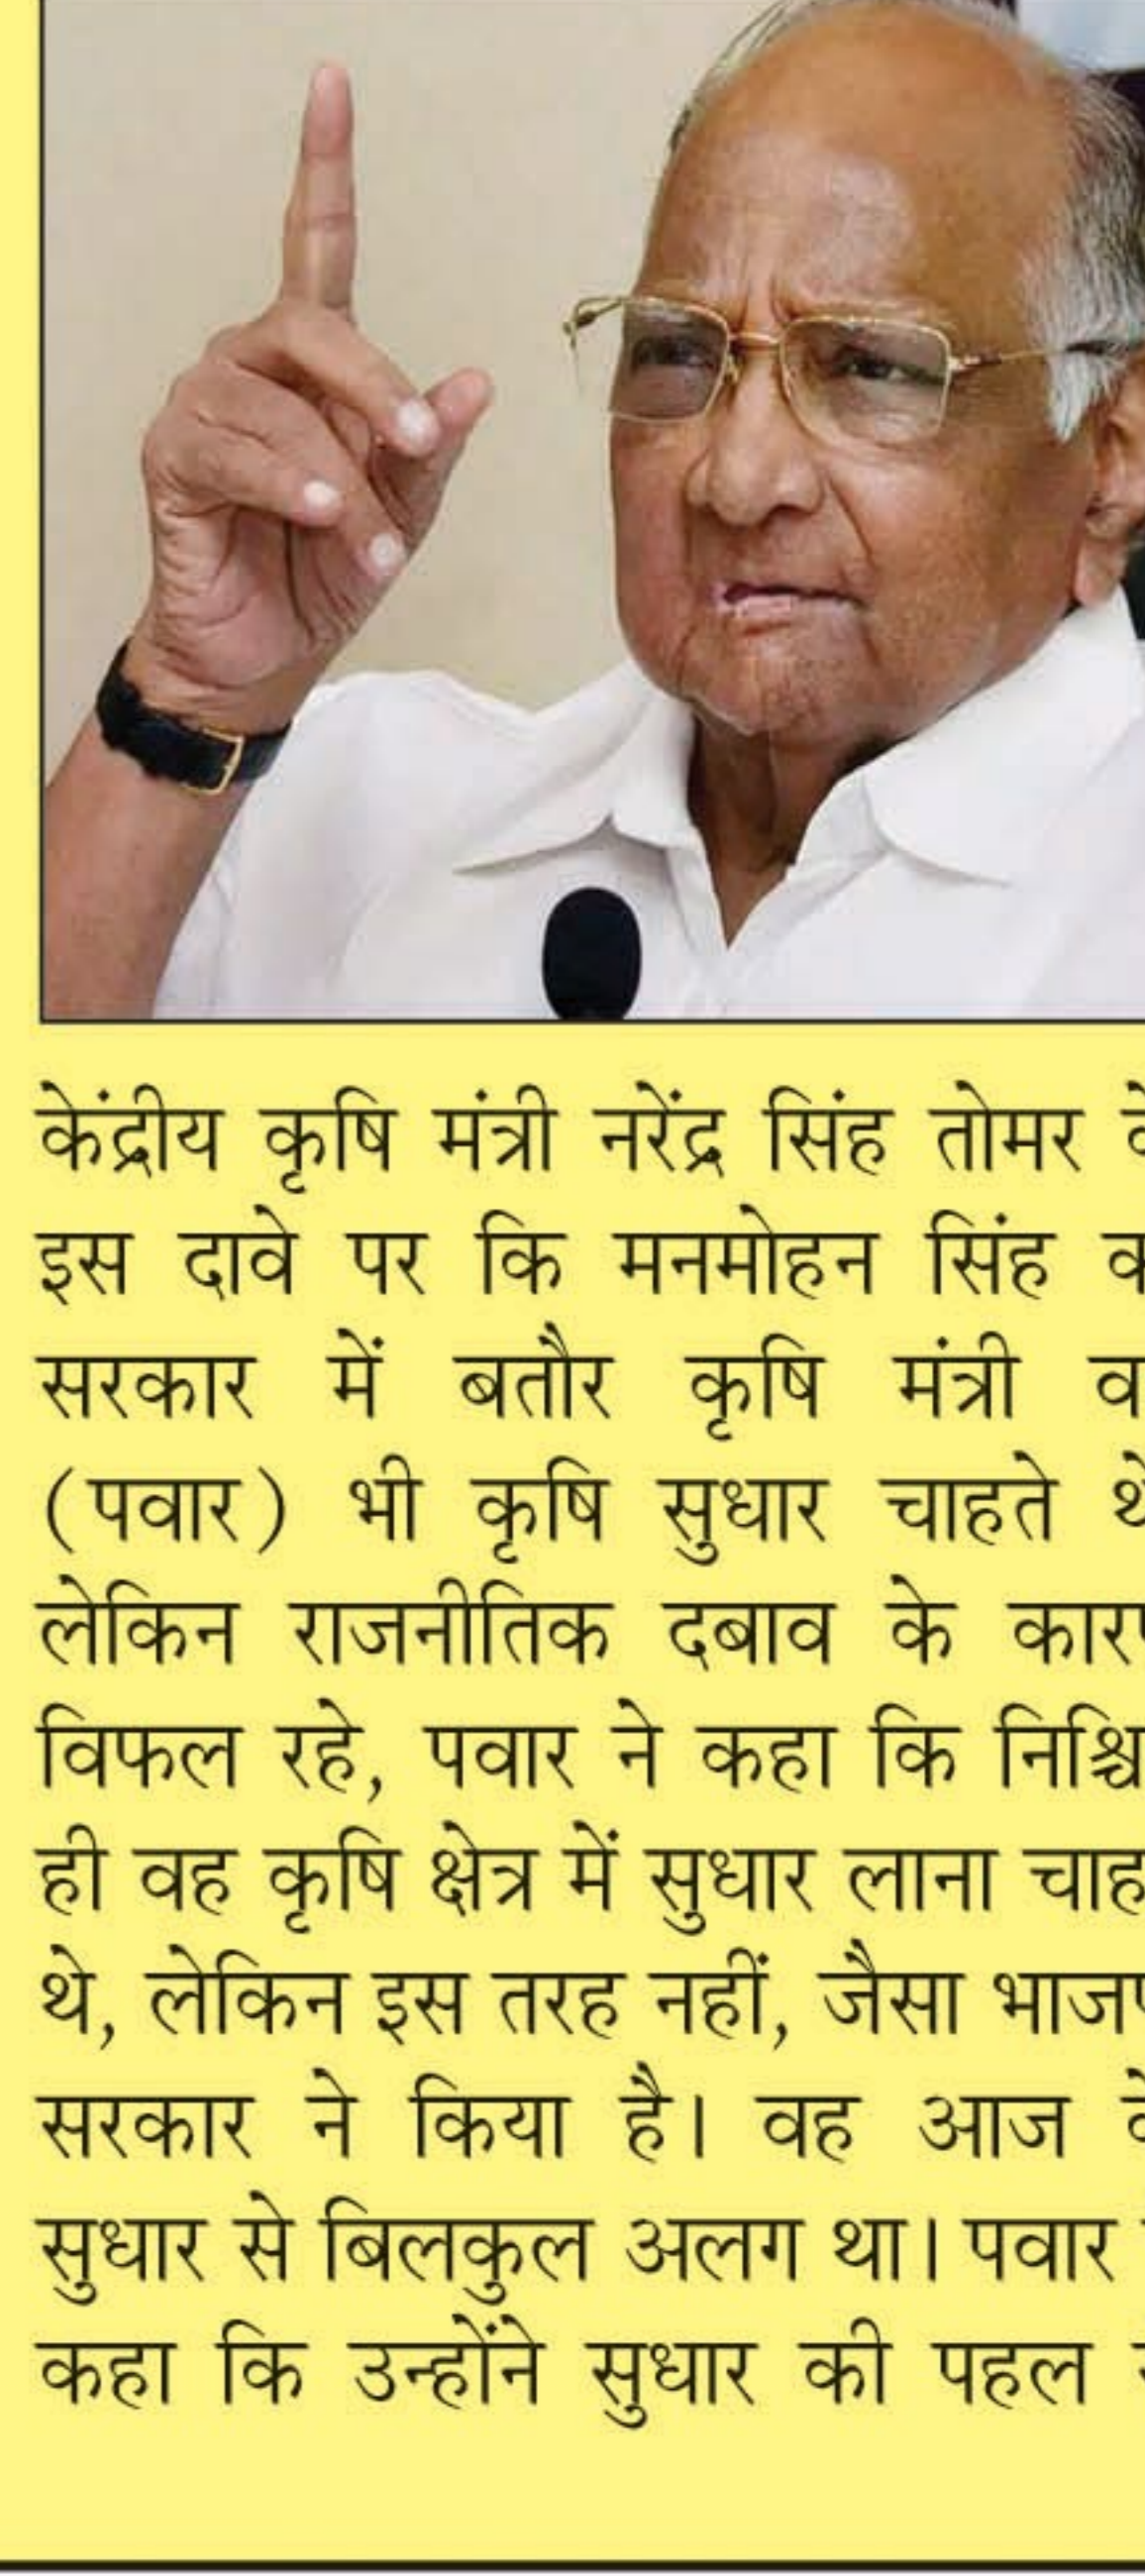 केंद्रीय कृषि मंत्री नरेंद्र सिंह तोमर
इस दावे पर कि मनमोहन सिंह
सरकार में बतौर कृषि मंत्री
(पवार) भी कृषि सुधार चाहते
लेकिन राजनीतिक दबाव के
विफल रहे, पवार ने कहा कि
ही वह कृषि क्षेत्र में सुधार लाना
थे, लेकिन इस तरह नहीं, जैसा
सरकार ने किया है। वह आज
सुधार से बिलकुल अलग था। पवार
कहा कि उन्होंने सुधार की पहल